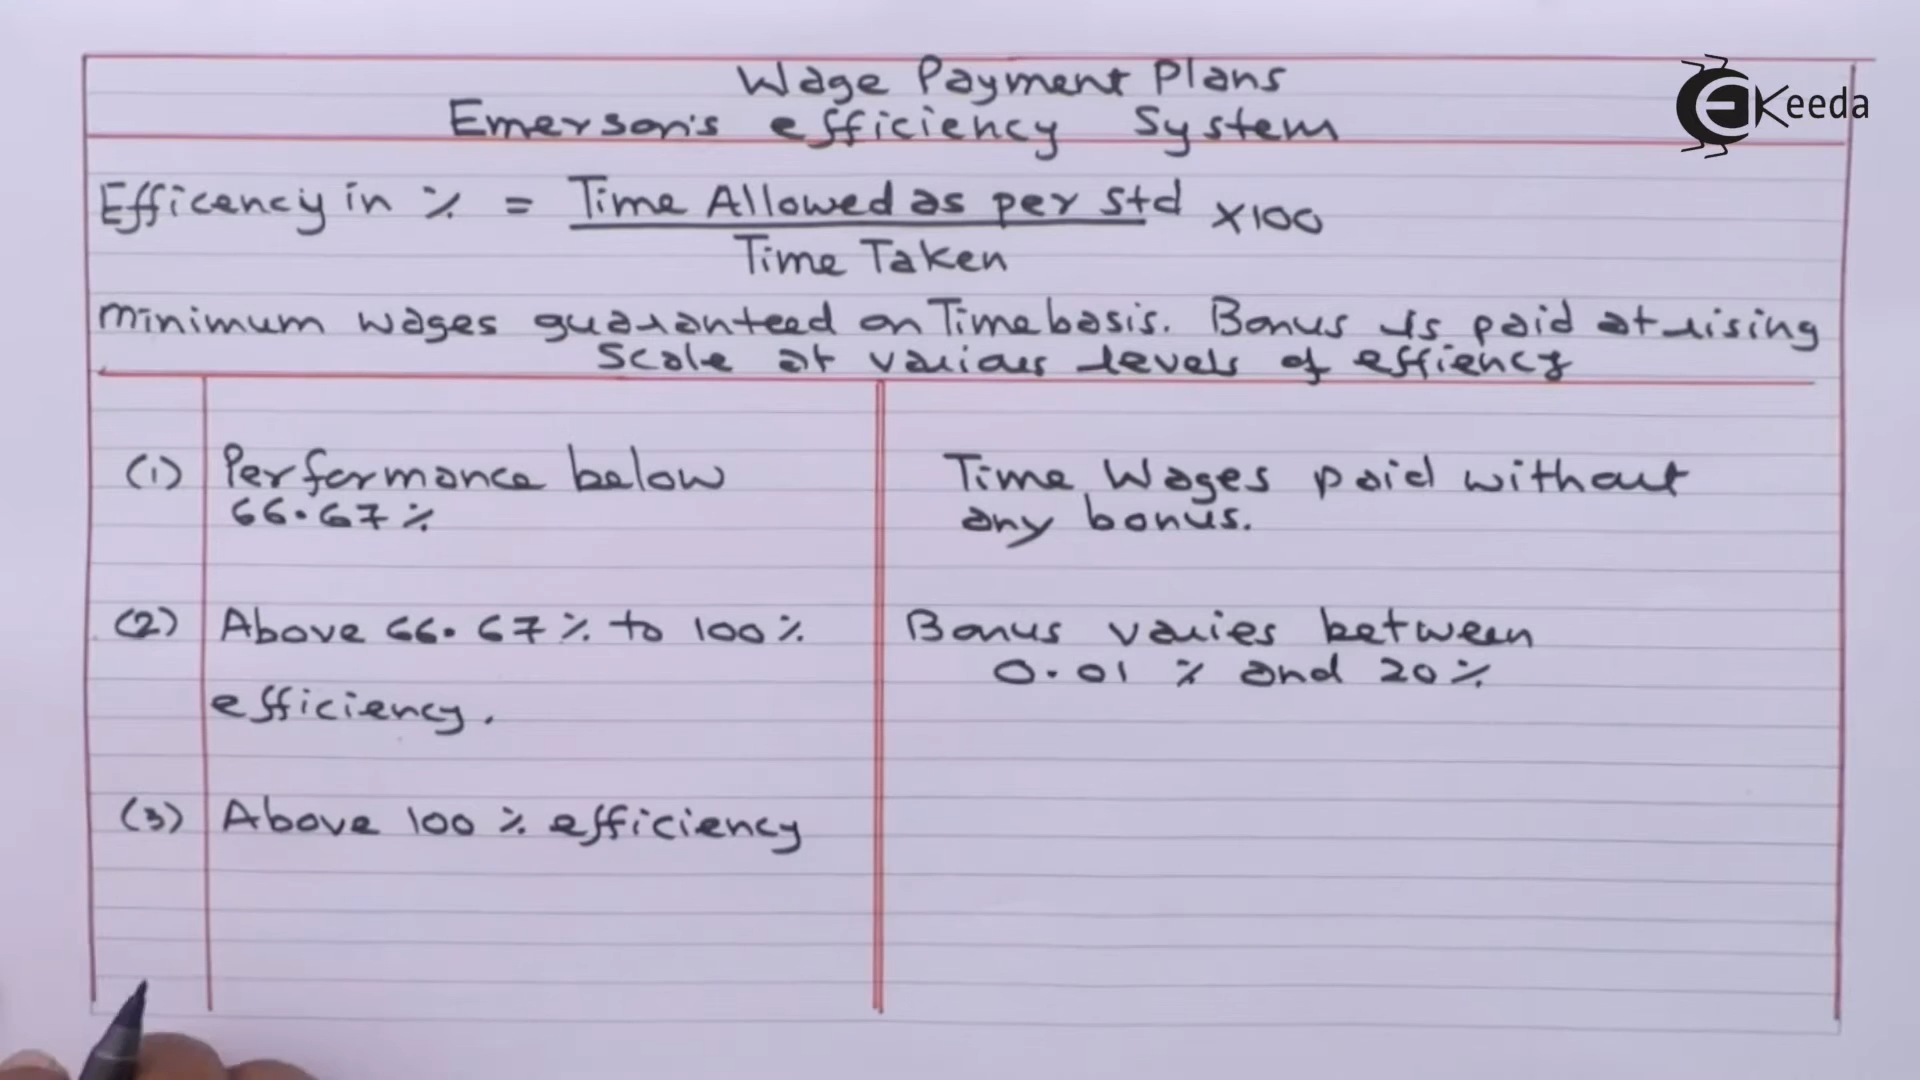 Wage Payment Plans
Emerson's efficiency System
Keeda
Efficency in % = Time Allowed as per Std X100
Time Taken
minimum wages guaranteed on Time basis. Bonus is paid at rising
Scale at various levels of effiency
(1) Performance below
66.67%
Time Wages paid without
any bonus.
(2) Above 66.67% to 100%
efficiency.
Bonus varies between
0.01 % and 20%
(3) Above 100 % efficiency